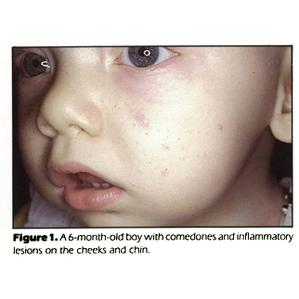 Figure 1. A 6-month-old boy with comedones and inflammatory
lesions on the cheeks and chin.